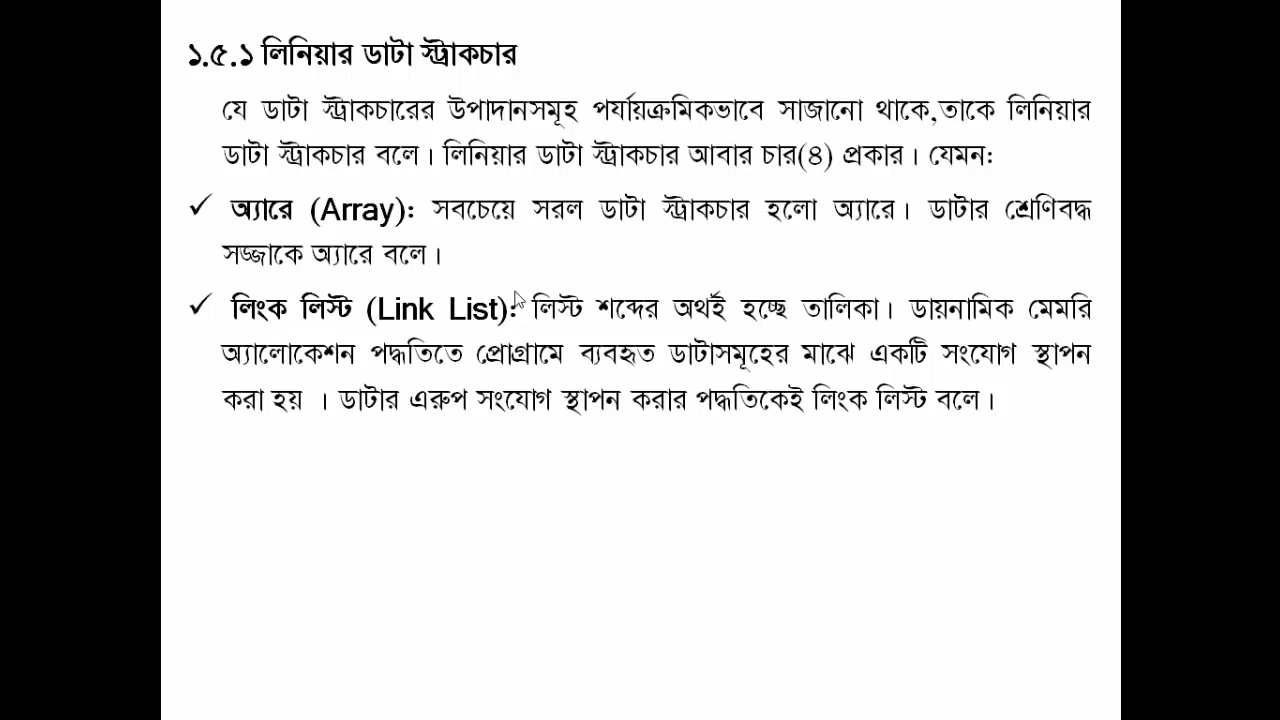 ১.৫.১ লিনিয়ার ডাটা স্ট্রাকচার
যে ডাটা স্ট্রাকচারের উপাদানসমূহ পর্যায়ক্রমিকভাবে সাজানো থাকে,তাকে লিনিয়ার
ডাটা স্ট্রাকচার বলে। লিনিয়ার ডাটা স্ট্রাকচার আবার চার(৪) প্রকার। যেমন:
✓ অ্যারে (Array): সবচেয়ে সরল ডাটা স্ট্রাকচার হলো অ্যারে। ডাটার শ্রেণিবদ্ধ
সজ্জাকে অ্যারে বলে।
✓ লিংক লিস্ট (Link List): লিস্ট শব্দের অর্থই হচ্ছে তালিকা। ডায়নামিক মেমরি
অ্যালোকেশন পদ্ধতিতে প্রোগ্রামে ব্যবহৃত ডাটাসমূহের মাঝে একটি সংযোগ স্থাপন
করা হয় । ডাটার এরুপ সংযোগ স্থাপন করার পদ্ধতিকেই লিংক লিস্ট বলে।